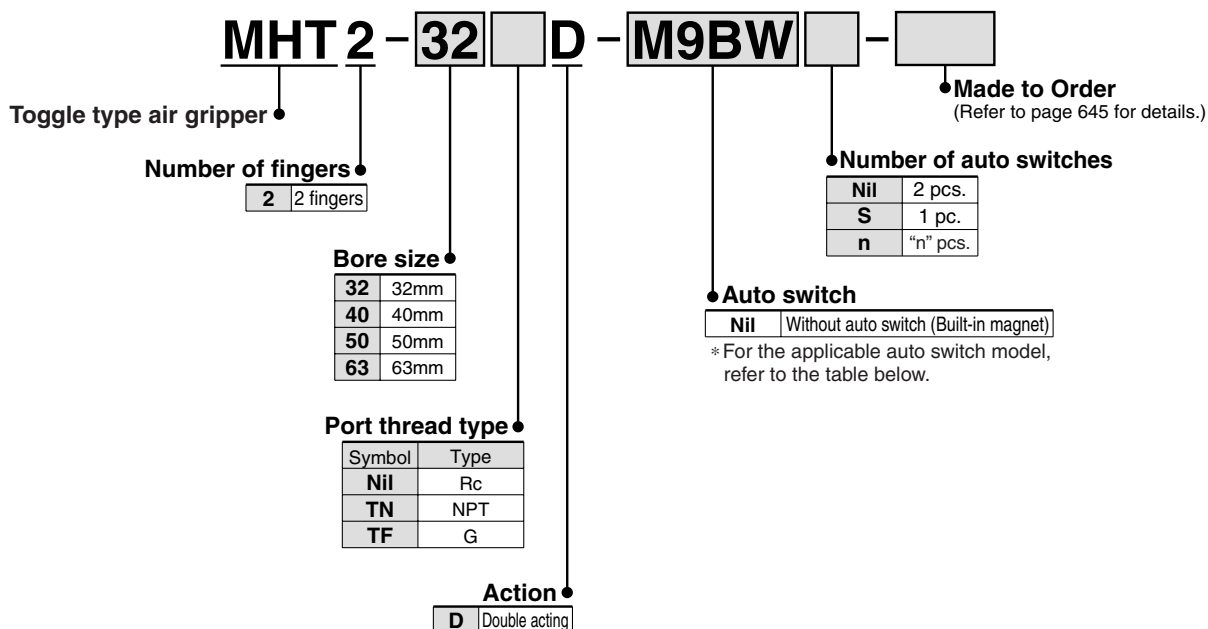 MHT 2 – 32 D – M9BW –
Toggle type air gripper
Made to Order
(Refer to page 645 for details.)
Number of fingers
2 2 fingers
Number of auto switches
Nil 2 pcs.
S 1 pc.
n “n” pcs.
Bore size
32 32mm
40 40mm
50 50mm
63 63mm
Auto switch
Nil Without auto switch (Built-in magnet)
* For the applicable auto switch model,
refer to the table below.
Port thread type
Symbol Type
Nil Rc
TN NPT
TF G
Action
D Double acting